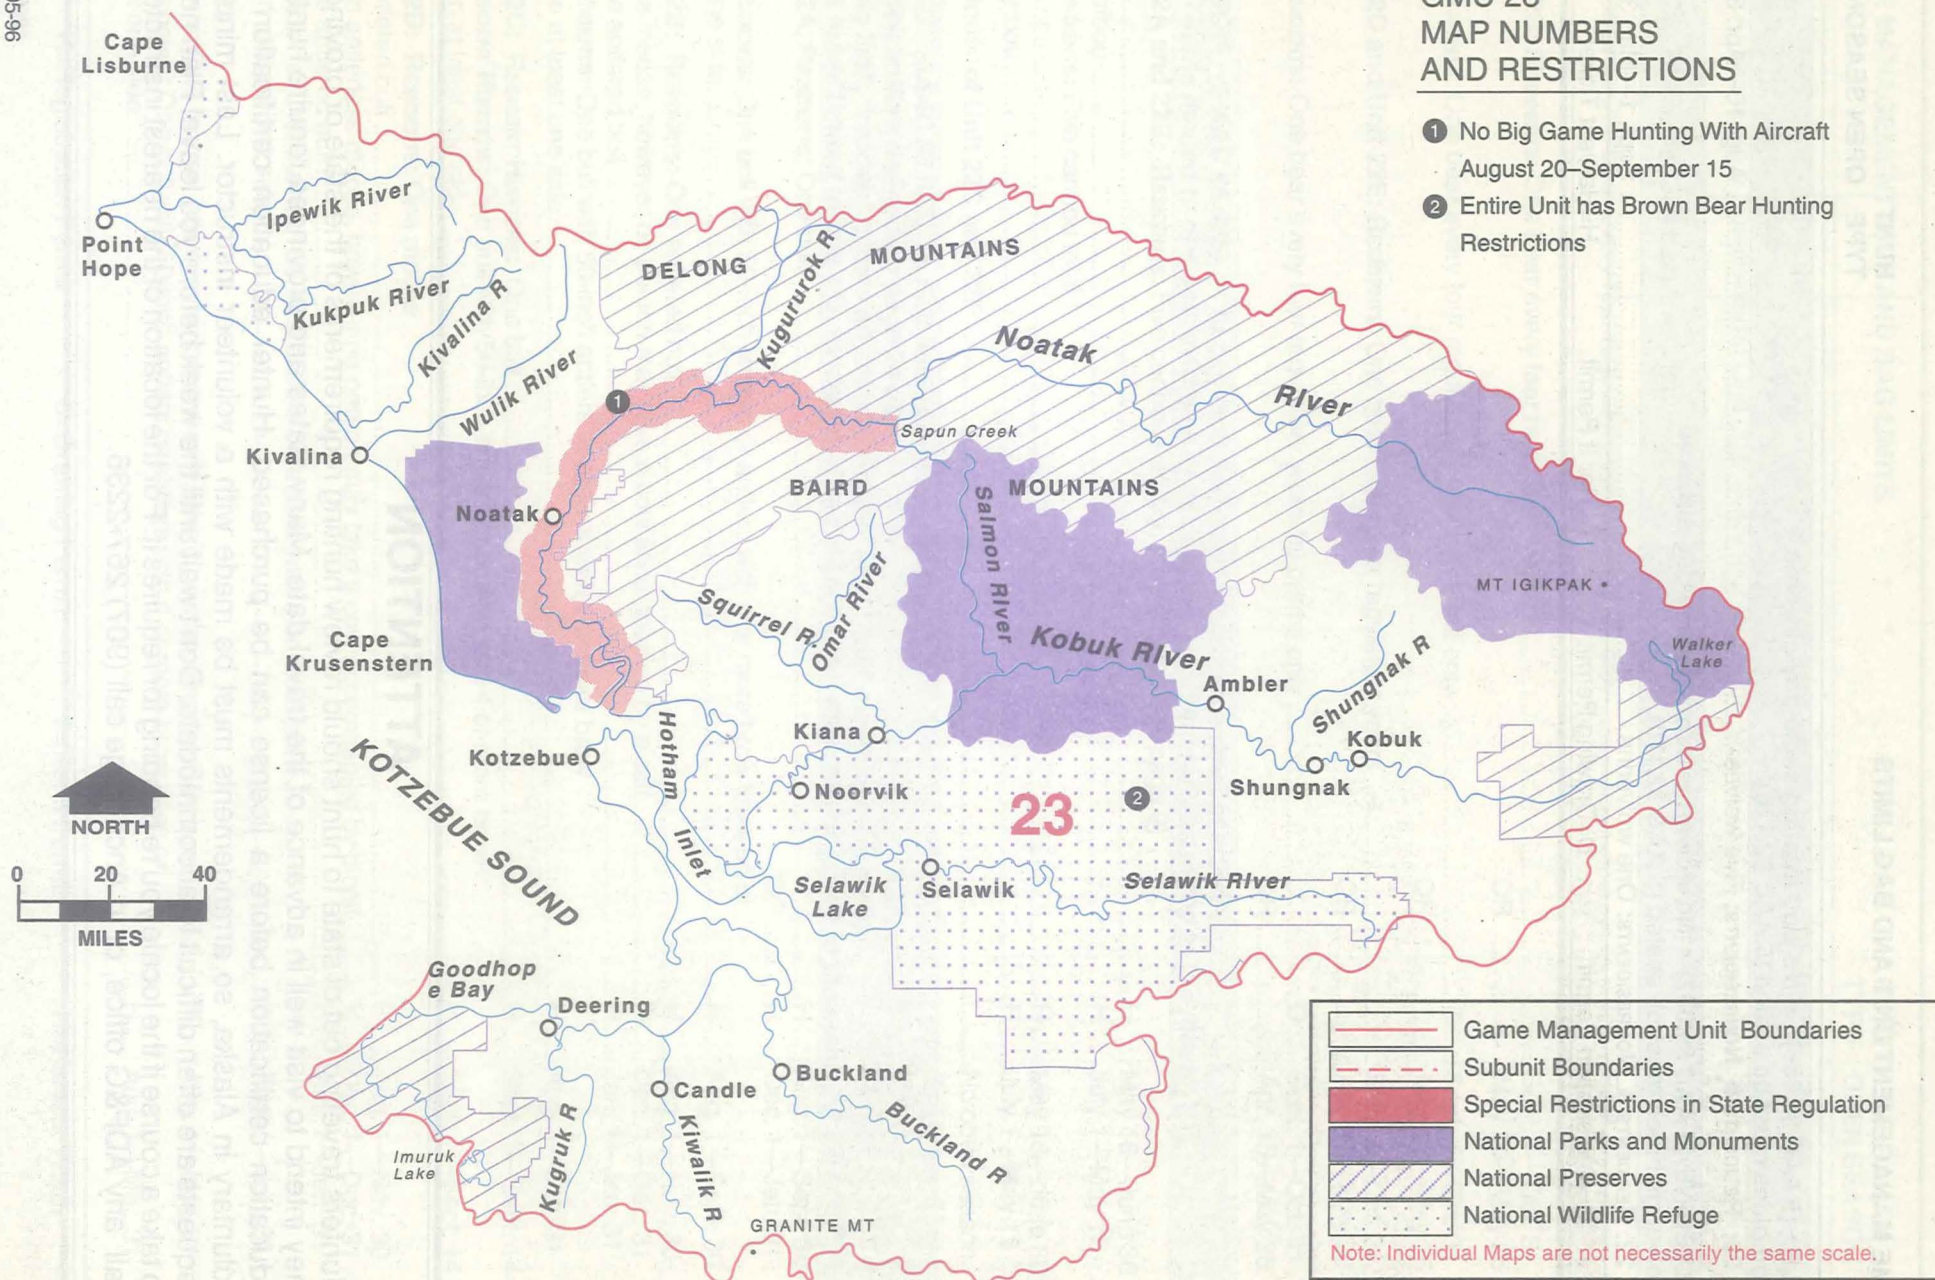 95-96
GMU 23
MAP NUMBERS
AND RESTRICTIONS
1 No Big Game Hunting With Aircraft
August 20–September 15
2 Entire Unit has Brown Bear Hunting
Restrictions
Cape
Lisburne
Point
Hope
Ipewik River
Kukpuk River
Kivalina R
Wulik River
DELONG
MOUNTAINS
Kugururok R
Noatak
River
1
Sapun Creek
Kivalina
Noatak
BAIRD
MOUNTAINS
Salmon River
MT IGIKPAK
Squirrel R.
Omar River
Kobuk River
Cape
Krusenstern
Walker
Lake
Ambler
Shungnak R
Kiana
Kobuk
Shungnak
Kotzebue
Hotham
Inlet
Noorvik
23
2
KOTZEBUE SOUND
NORTH
0 20 40
MILES
Selawik
Lake
Selawik
Selawik River
Goodhop
e Bay
Deering
Candle
Buckland
Buckland R
Imuruk
Lake
Kugruk R
Kiwalik R
GRANITE MT
Game Management Unit Boundaries
Subunit Boundaries
Special Restrictions in State Regulation
National Parks and Monuments
National Preserves
National Wildlife Refuge
Note: Individual Maps are not necessarily the same scale.